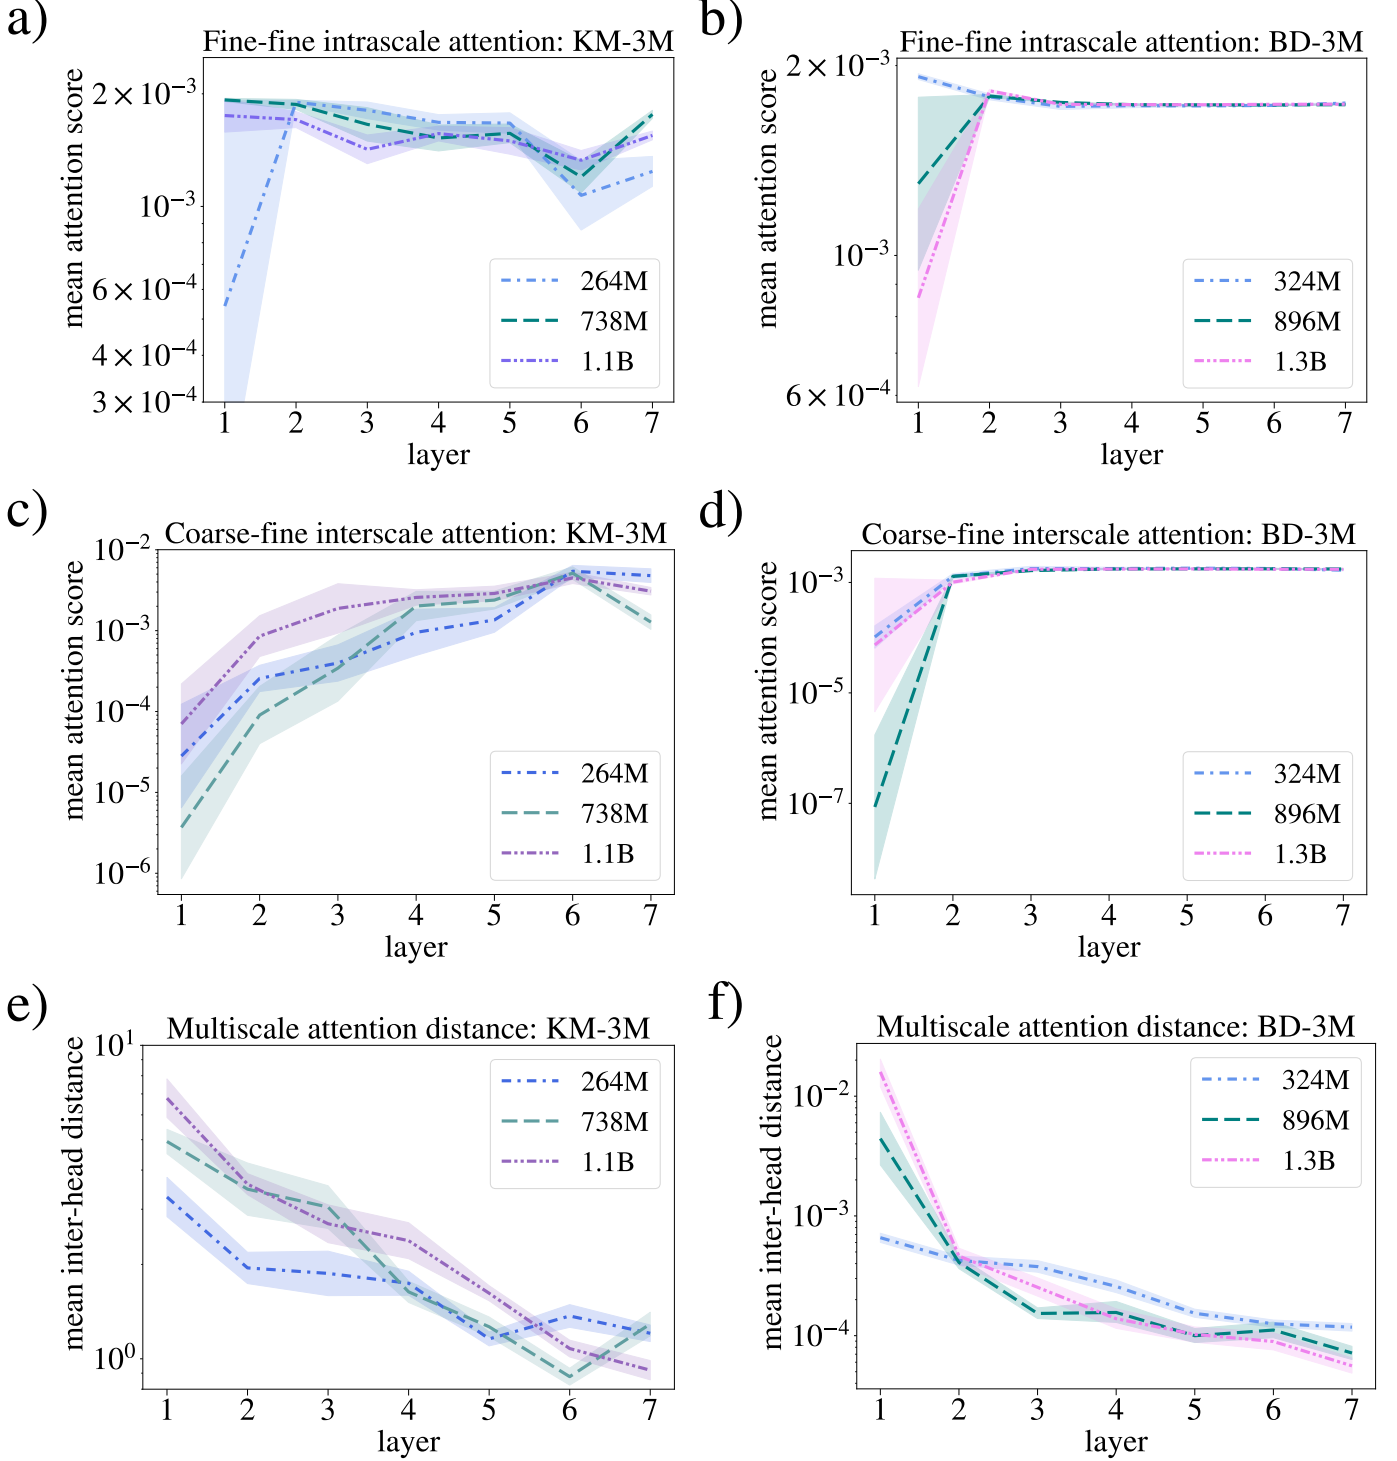 a)
Fine-fine intrascale attention: KM-3M
mean attention score
2 × 10⁻³
10⁻³
6 × 10⁻⁴
4 × 10⁻⁴
3 × 10⁻⁴
264M
738M
1.1B
1 2 3 4 5 6 7
layer
b)
Fine-fine intrascale attention: BD-3M
mean attention score
2 × 10⁻³
10⁻³
6 × 10⁻⁴
324M
896M
1.3B
1 2 3 4 5 6 7
layer
c)
Coarse-fine interscale attention: KM-3M
mean attention score
10⁻²
10⁻³
10⁻⁴
10⁻⁵
10⁻⁶
264M
738M
1.1B
1 2 3 4 5 6 7
layer
d)
Coarse-fine interscale attention: BD-3M
mean attention score
10⁻³
10⁻⁵
10⁻⁷
324M
896M
1.3B
1 2 3 4 5 6 7
layer
e)
Multiscale attention distance: KM-3M
mean inter-head distance
10¹
10⁰
264M
738M
1.1B
1 2 3 4 5 6 7
layer
f)
Multiscale attention distance: BD-3M
mean inter-head distance
10⁻²
10⁻³
10⁻⁴
324M
896M
1.3B
1 2 3 4 5 6 7
layer